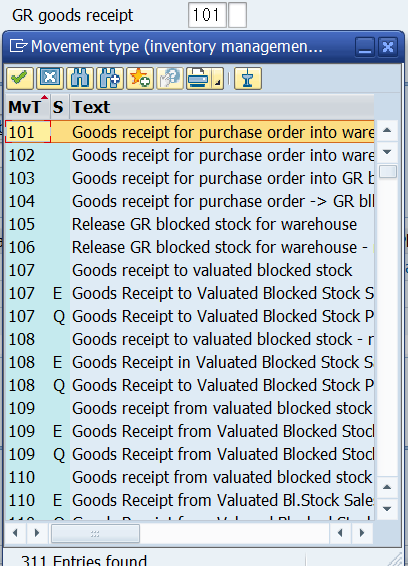 GR goods receipt 101
Movement type (inventory managemen...
MvT S Text
101 Goods receipt for purchase order into ware
102 Goods receipt for purchase order into ware
103 Goods receipt for purchase order into GR b
104 Goods receipt for purchase order -> GR bl
105 Release GR blocked stock for warehouse
106 Release GR blocked stock for warehouse -
107 Goods receipt to valuated blocked stock
107 E Goods Receipt to Valuated Blocked Stock S
107 Q Goods Receipt to Valuated Blocked Stock P
108 Goods receipt to valuated blocked stock - r
108 E Goods Receipt in Valuated Blocked Stock S
108 Q Goods Receipt to Valuated Blocked Stock P
109 Goods receipt from valuated blocked stock
109 E Goods Receipt from Valuated Blocked Stock
109 Q Goods Receipt from Valuated Blocked Stock
110 Goods receipt from valuated blocked stock
110 E Goods Receipt from Valuated Bl.Stock Sale
110 Q Goods Receipt from Valuated Blocked Stock
311 Entries found